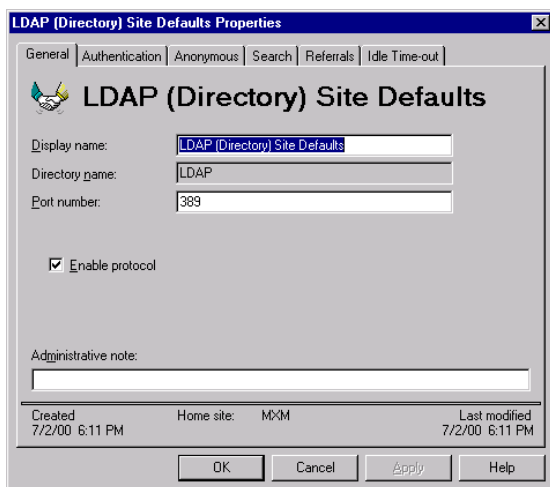 LDAP (Directory) Site Defaults Properties
General Authentication Anonymous Search Referrals Idle Time-out
LDAP (Directory) Site Defaults
Display name: LDAP (Directory) Site Defaults
Directory name: LDAP
Port number: 389
Enable protocol
Administrative note:
Created Home site: MXM Last modified
7/2/00 6:11 PM 7/2/00 6:11 PM
OK Cancel Apply Help